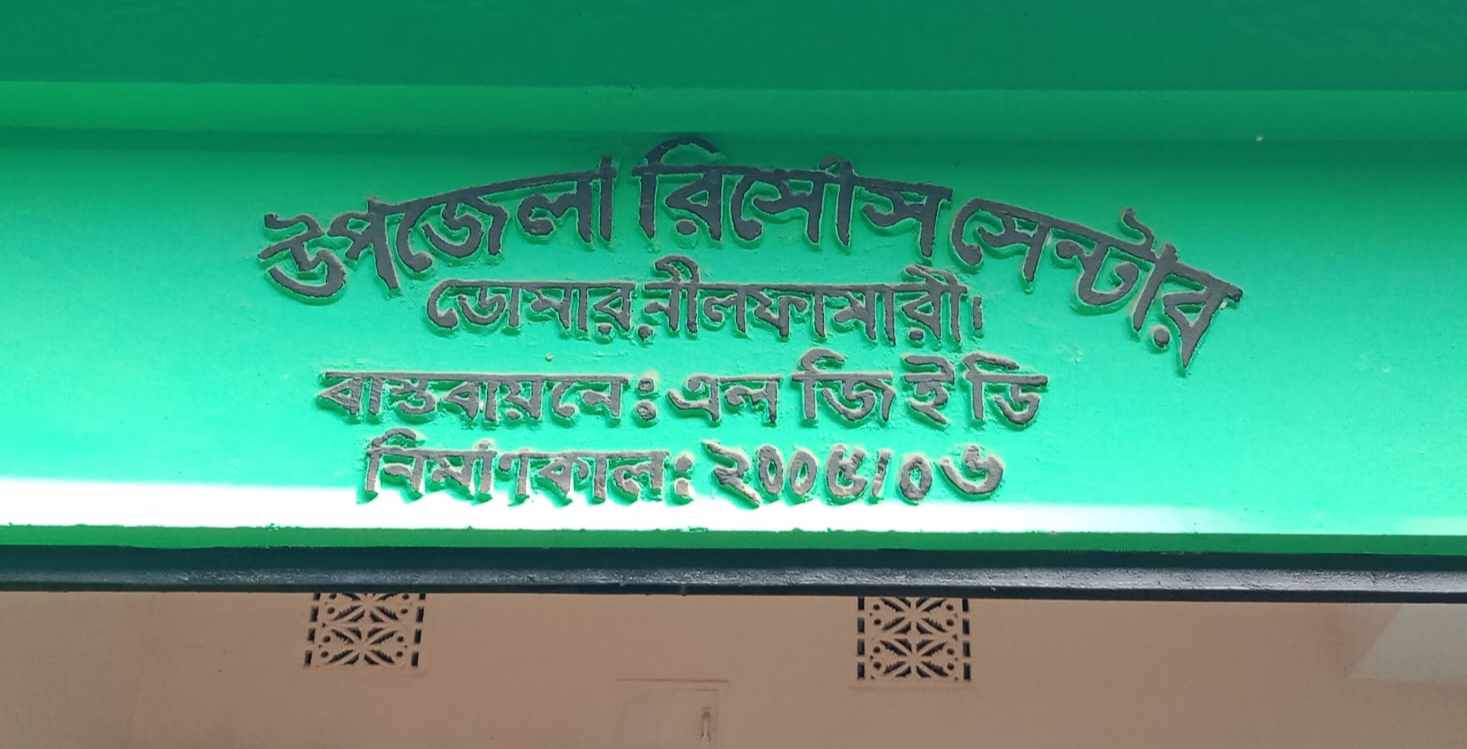 উপজেলা রিসোর্স সেন্টার
ডোমার,নীলফামারী।
বাস্তবায়নেঃ এল জি ই ডি
নির্মাণকালঃ ২০০৫/০৬